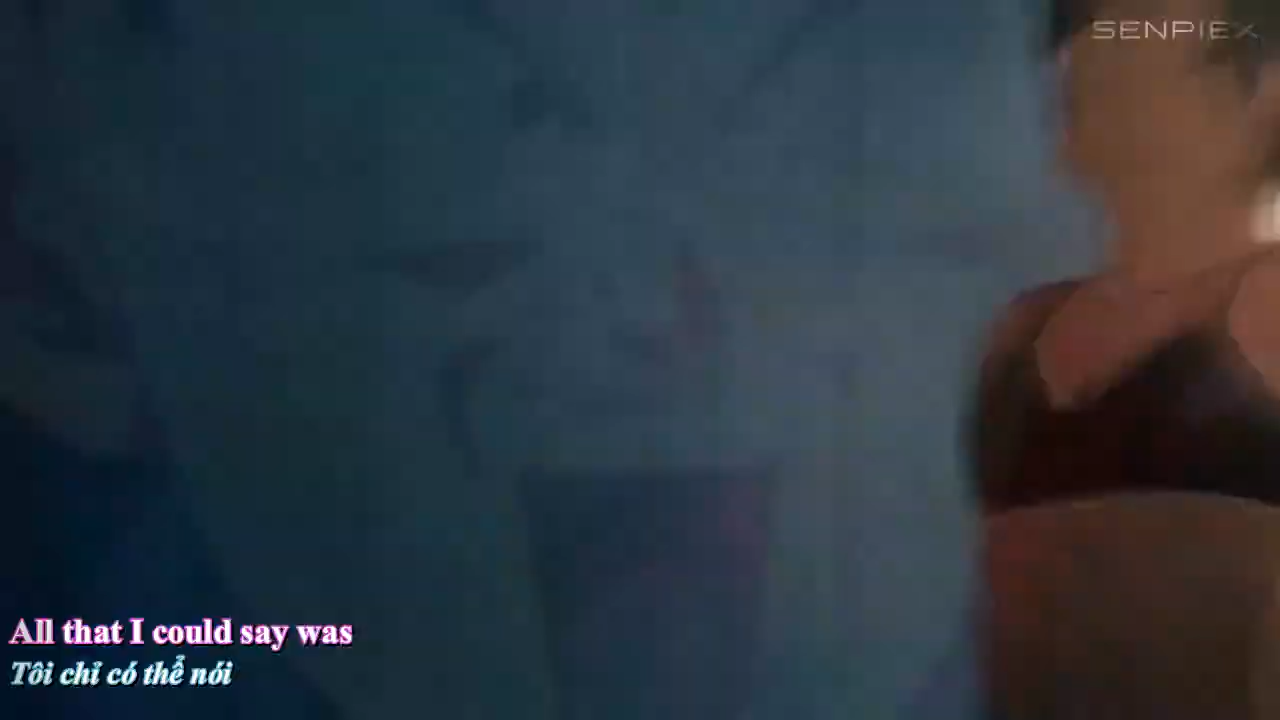 SENPIEX
All that I could say was
Tôi chỉ có thể nói